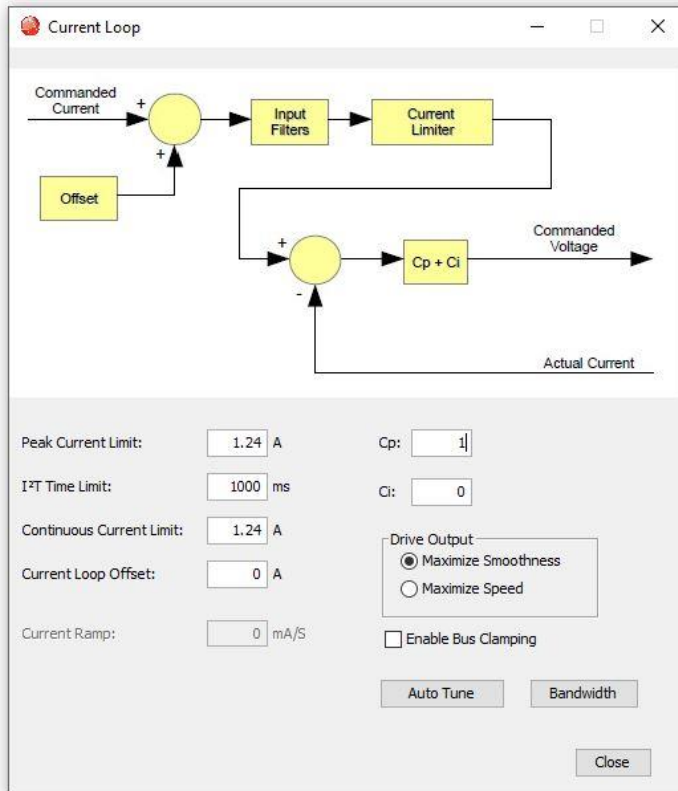 Current Loop
Commanded
Current
+
+
Offset
Input
Filters
Current
Limiter
+
-
Cp + Ci
Commanded
Voltage
Actual Current
Peak Current Limit: 1.24 A
I²T Time Limit: 1000 ms
Continuous Current Limit: 1.24 A
Current Loop Offset: 0 A
Current Ramp: 0 mA/S
Cp: 1
Ci: 0
Drive Output
Maximize Smoothness
Maximize Speed
Enable Bus Clamping
Auto Tune
Bandwidth
Close